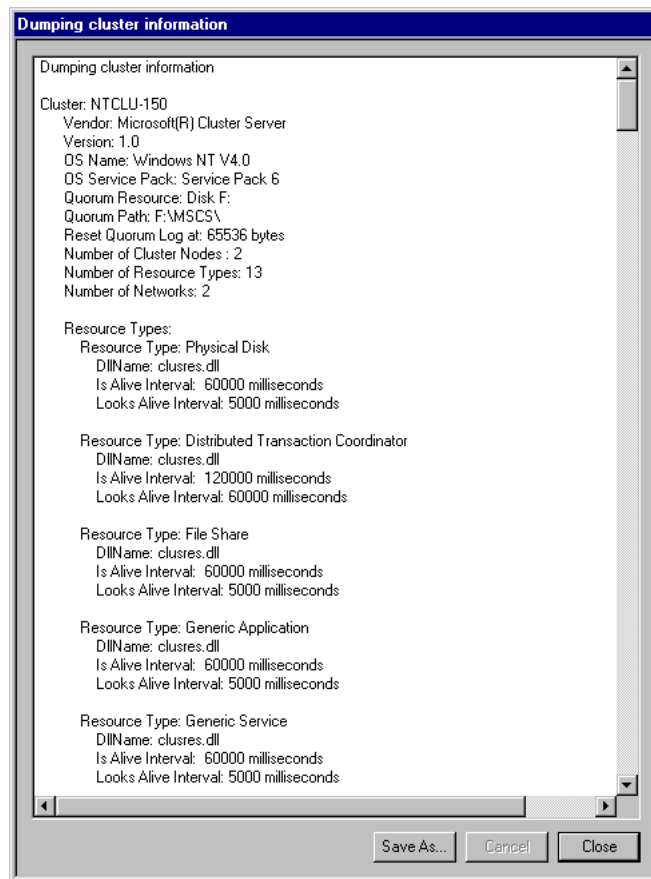 Dumping cluster information
Dumping cluster information
Cluster: NTCLU-150
Vendor: Microsoft(R) Cluster Server
Version: 1.0
OS Name: Windows NT V4.0
OS Service Pack: Service Pack 6
Quorum Resource: Disk F:
Quorum Path: F:\MSCS\
Reset Quorum Log at: 65536 bytes
Number of Cluster Nodes : 2
Number of Resource Types: 13
Number of Networks: 2
Resource Types:
Resource Type: Physical Disk
DllName: clusres.dll
Is Alive Interval:  60000 milliseconds
Looks Alive Interval: 5000 milliseconds
Resource Type: Distributed Transaction Coordinator
DllName: clusres.dll
Is Alive Interval:  120000 milliseconds
Looks Alive Interval: 60000 milliseconds
Resource Type: File Share
DllName: clusres.dll
Is Alive Interval:  60000 milliseconds
Looks Alive Interval: 5000 milliseconds
Resource Type: Generic Application
DllName: clusres.dll
Is Alive Interval:  60000 milliseconds
Looks Alive Interval: 5000 milliseconds
Resource Type: Generic Service
DllName: clusres.dll
Is Alive Interval:  60000 milliseconds
Looks Alive Interval: 5000 milliseconds
Save As... Cancel Close